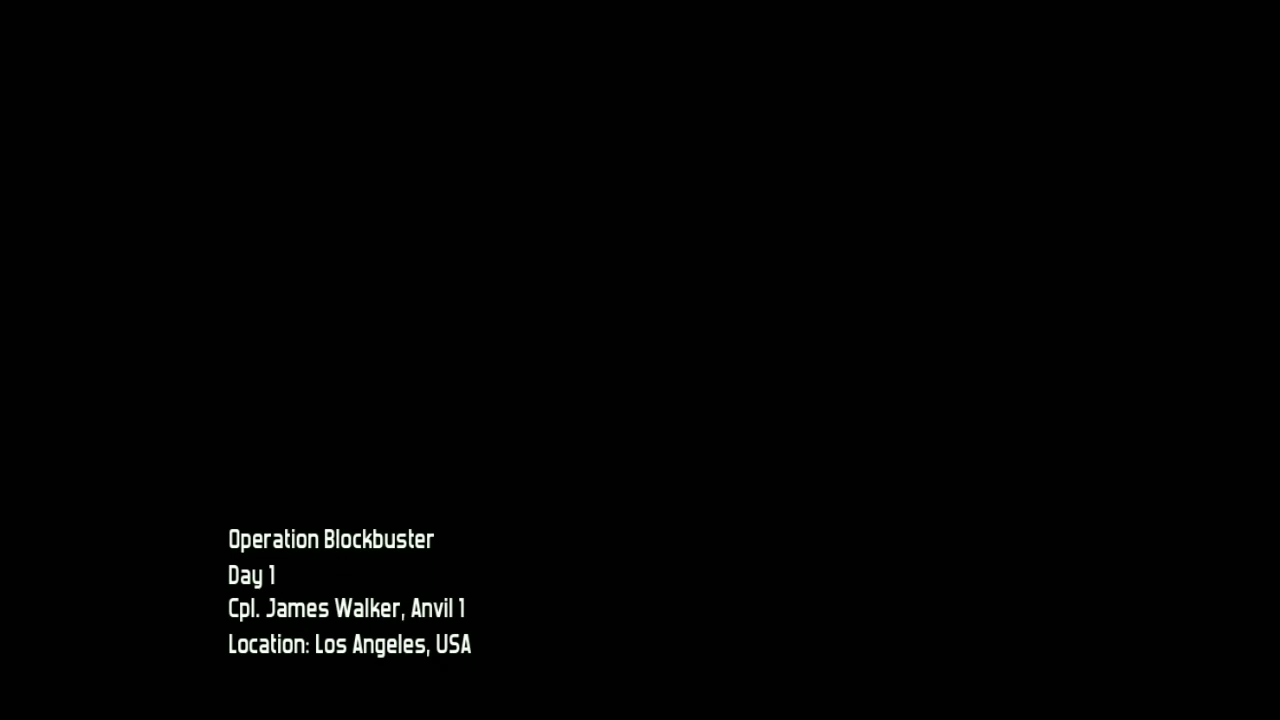 Operation Blockbuster
Day 1
Cpl. James Walker, Anvil 1
Location: Los Angeles, USA